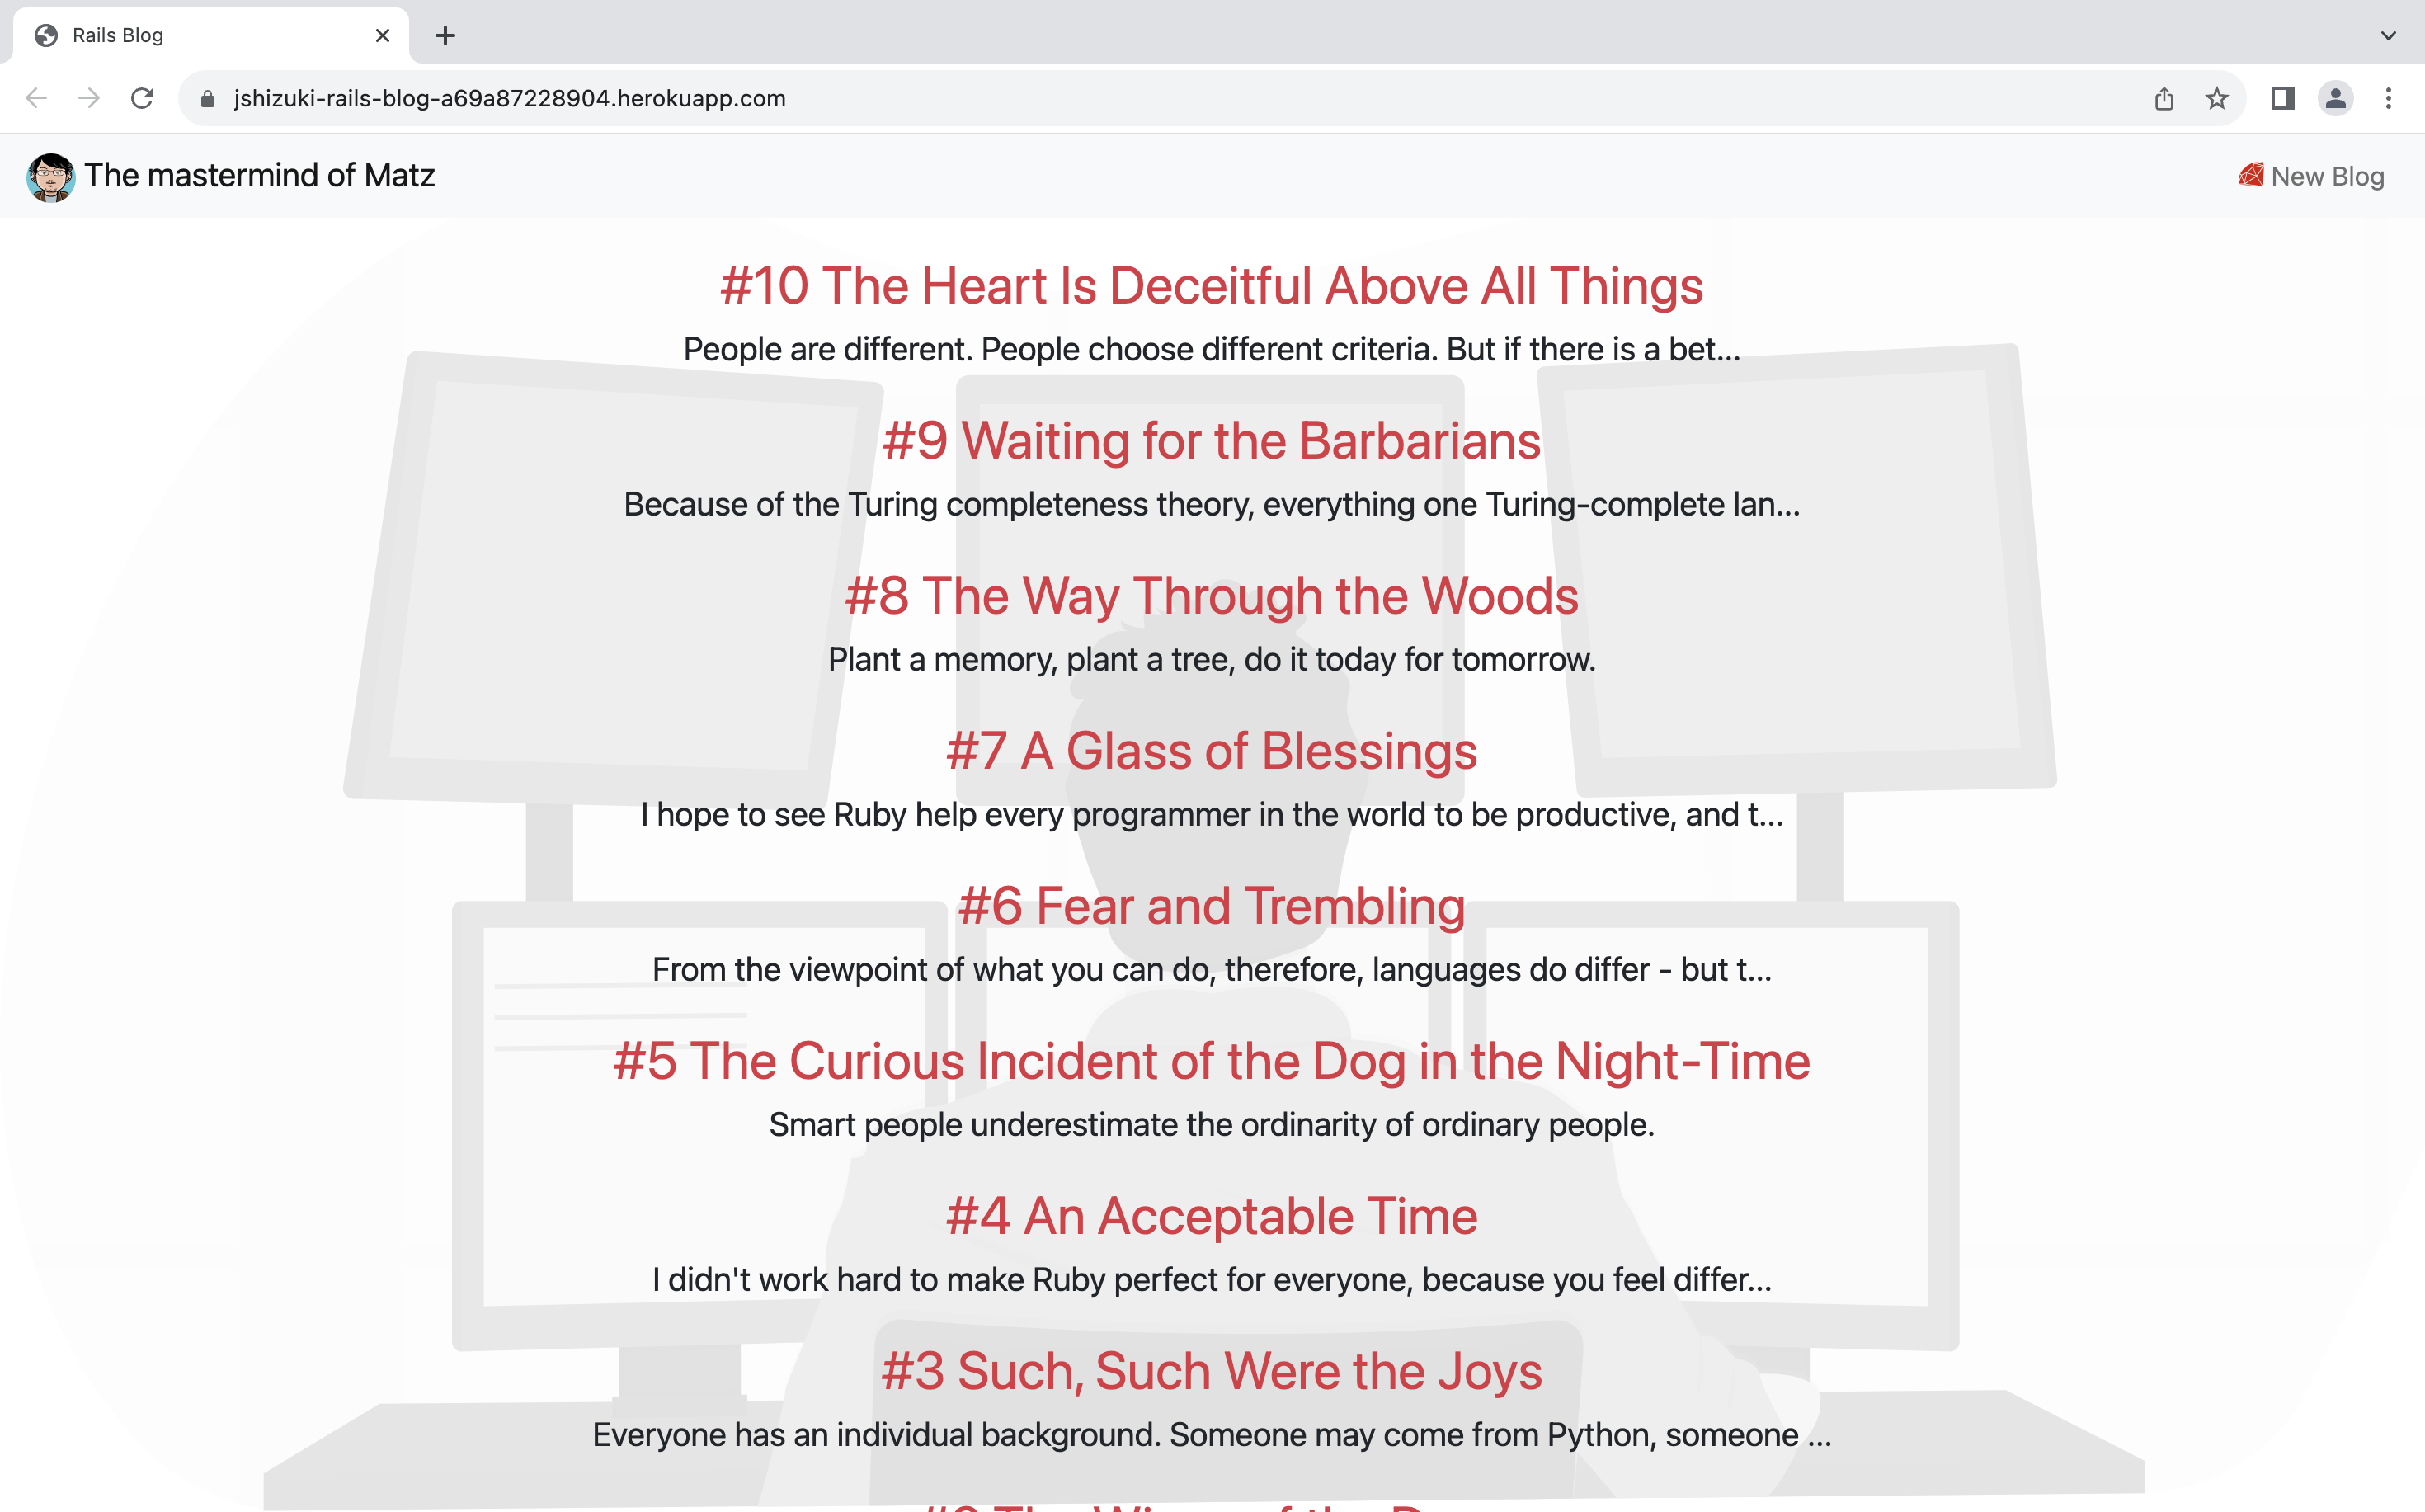 Rails Blog
jshizuki-rails-blog-a69a87228904.herokuapp.com
The mastermind of Matz
New Blog
#10 The Heart Is Deceitful Above All Things
People are different. People choose different criteria. But if there is a bet...
#9 Waiting for the Barbarians
Because of the Turing completeness theory, everything one Turing-complete lan...
#8 The Way Through the Woods
Plant a memory, plant a tree, do it today for tomorrow.
#7 A Glass of Blessings
I hope to see Ruby help every programmer in the world to be productive, and t...
#6 Fear and Trembling
From the viewpoint of what you can do, therefore, languages do differ - but t...
#5 The Curious Incident of the Dog in the Night-Time
Smart people underestimate the ordinarity of ordinary people.
#4 An Acceptable Time
I didn't work hard to make Ruby perfect for everyone, because you feel differ...
#3 Such, Such Were the Joys
Everyone has an individual background. Someone may come from Python, someone ...